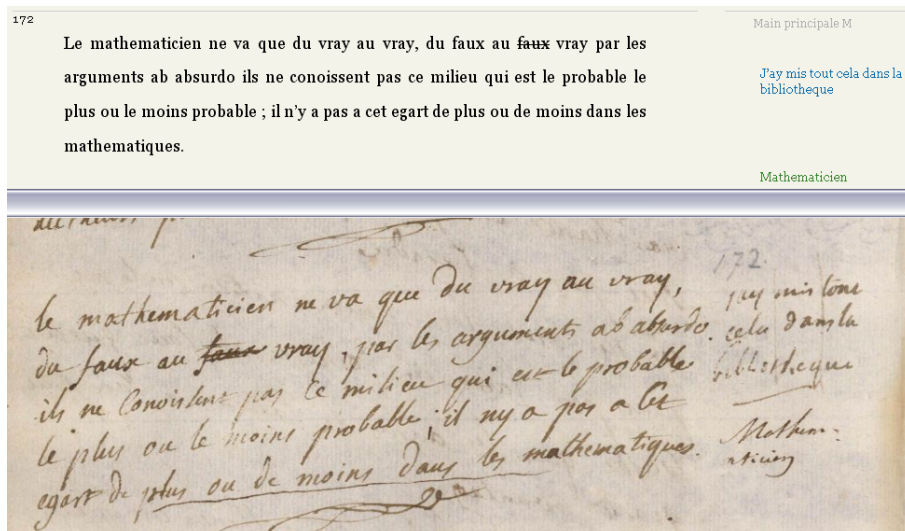 172
Main principale M
Le mathematicien ne va que du vray au vray, du faux au faux vray par les
arguments ab absurdo ils ne conoissent pas ce milieu qui est le probable le
plus ou le moins probable ; il n'y a pas a cet egart de plus ou de moins dans les
mathematiques.
J'ay mis tout cela dans la
bibliotheque
Mathematicien
172.
le mathematicien ne va que du vray au vray,
du faux au faux vray, par les arguments ab absurdo.
ils ne conoissent pas ce milieu qui est le probable
le plus ou le moins probable; il ny a pas a cet
egart de plus ou de moins dans les mathematiques.
jay mis tout
cela dans la
bibliotheque
Mathem-
aticien